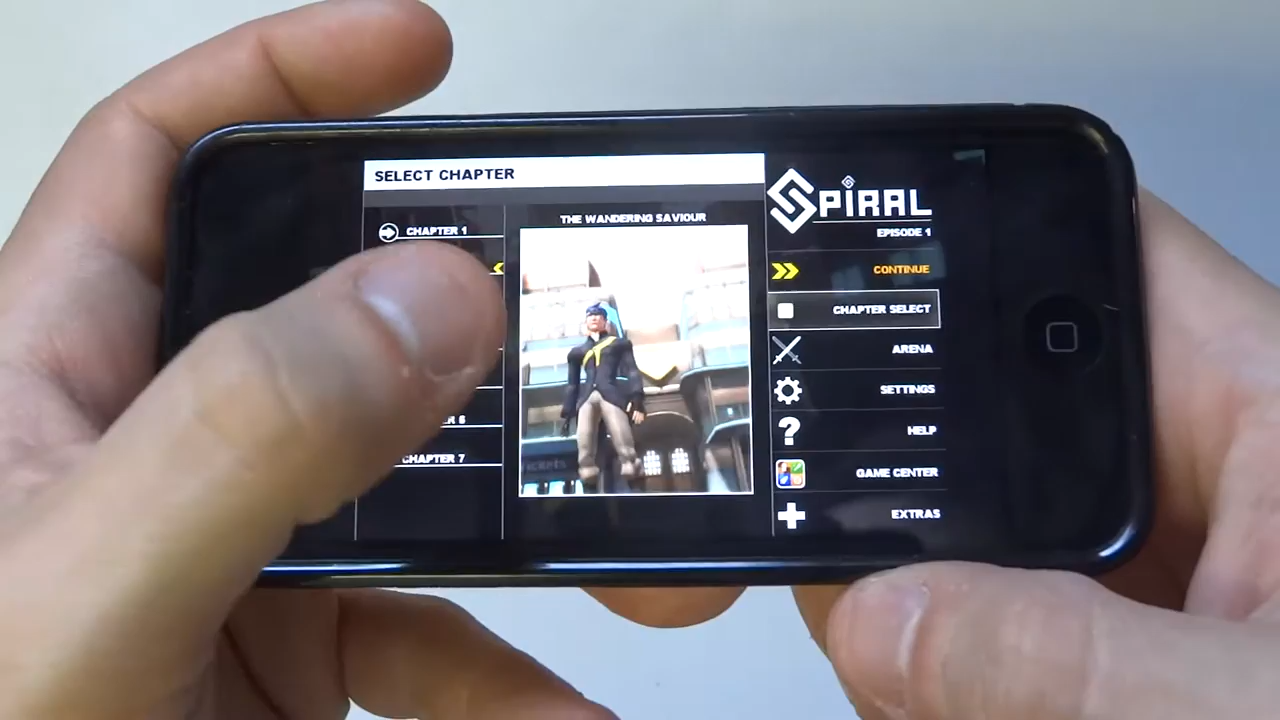 SELECT CHAPTER
CHAPTER 1
CHAPTER 7
THE WANDERING SAVIOUR
TICKETS
SPIRAL
EPISODE 1
CONTINUE
CHAPTER SELECT
ARENA
SETTINGS
HELP
GAME CENTER
EXTRAS